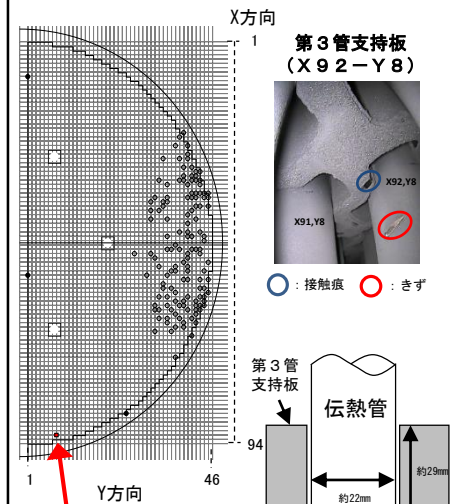 X方向
1
94
1
46
Y方向
第３管支持板
（Ｘ９２－Ｙ８）
X92,Y8
X91,Y8
：接触痕
：きず
第３管
支持板
伝熱管
約29mm
約22mm